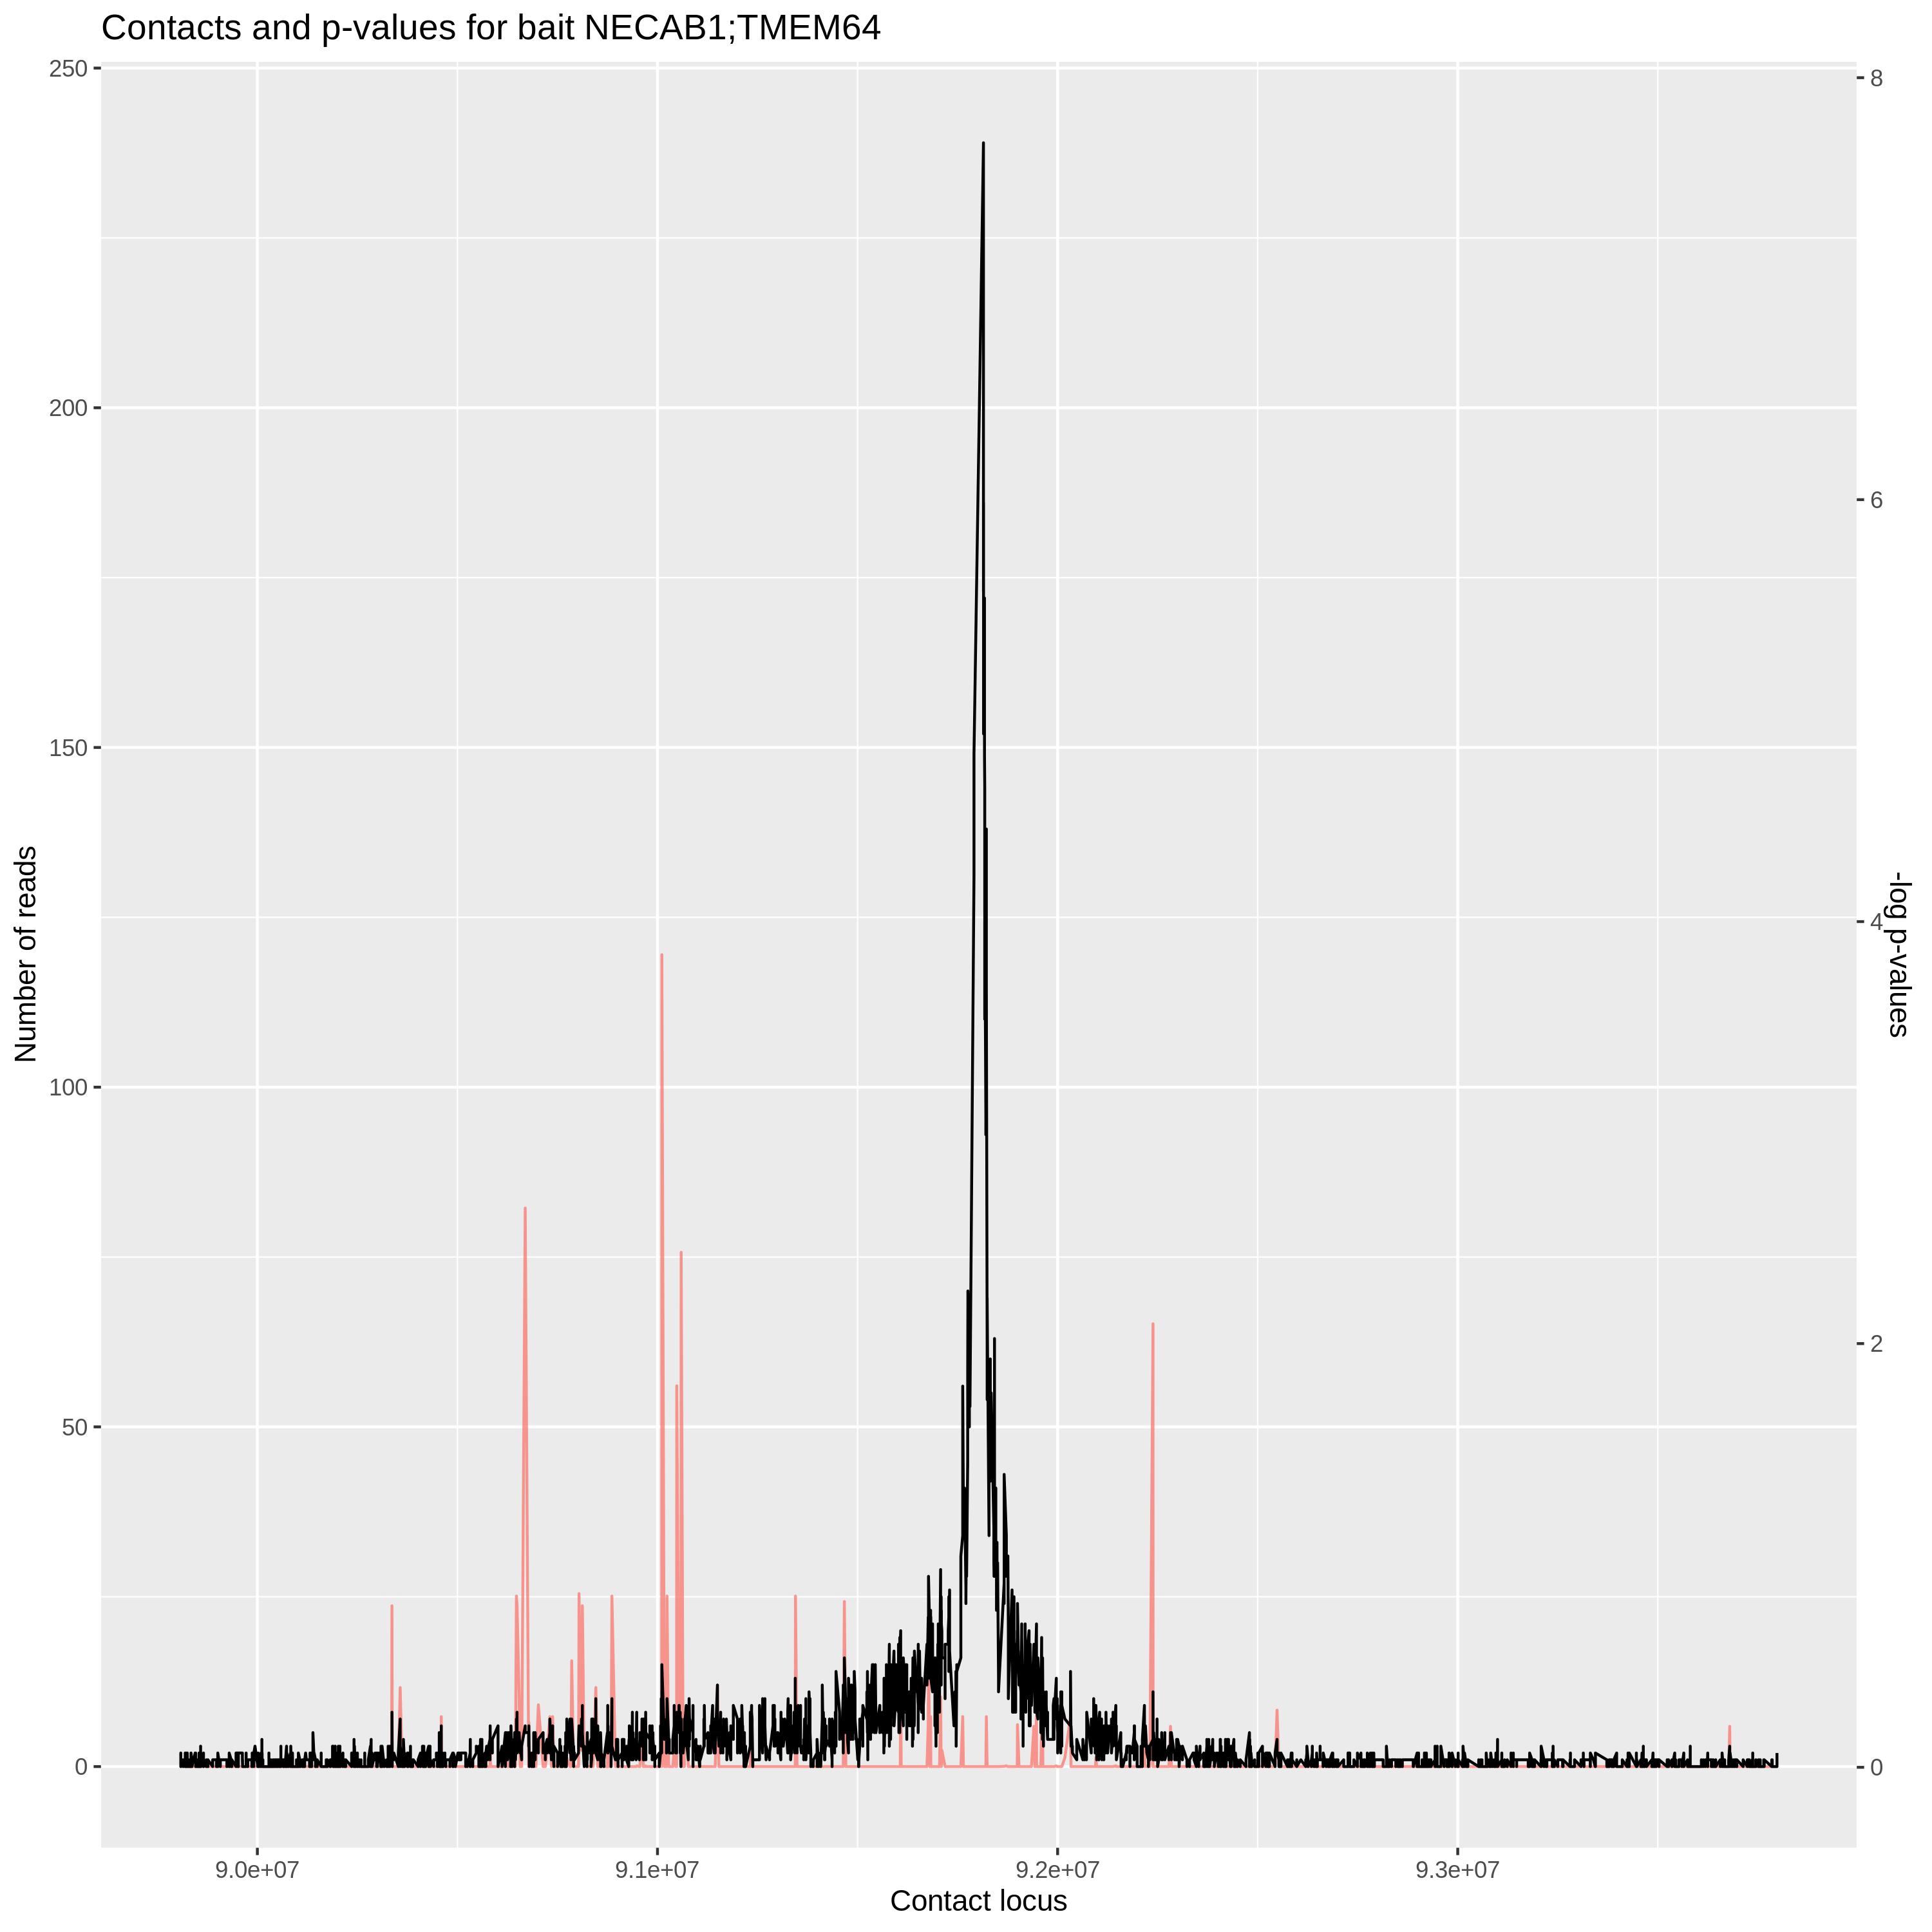 Contacts and p-values for bait NECAB1;TMEM64
250
200
150
100
50
0
Number of reads
8
6
4
2
0
-log p-values
9.0e+07
9.1e+07
9.2e+07
9.3e+07
Contact locus